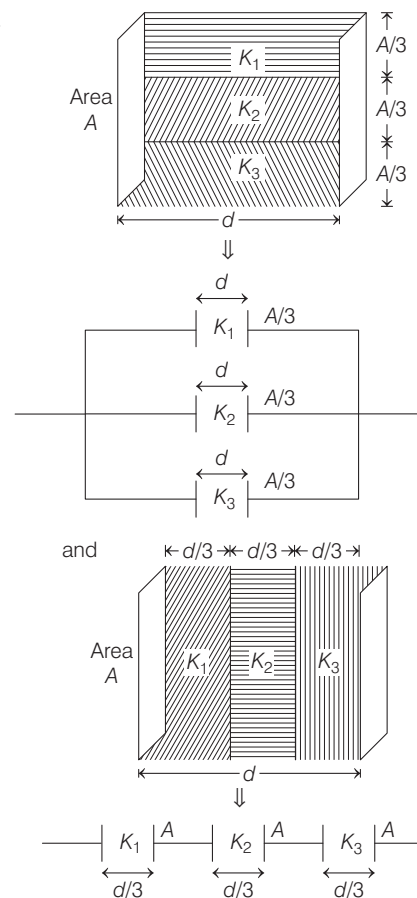 A/3
K₁
Area
A
A/3
K₂
K₃
A/3
d
⇓
d
K₁ A/3
d
K₂ A/3
d
K₃ A/3
and d/3 d/3 d/3
Area
A
K₁ K₂ K₃
d
⇓
K₁ A K₂ A K₃ A
d/3 d/3 d/3